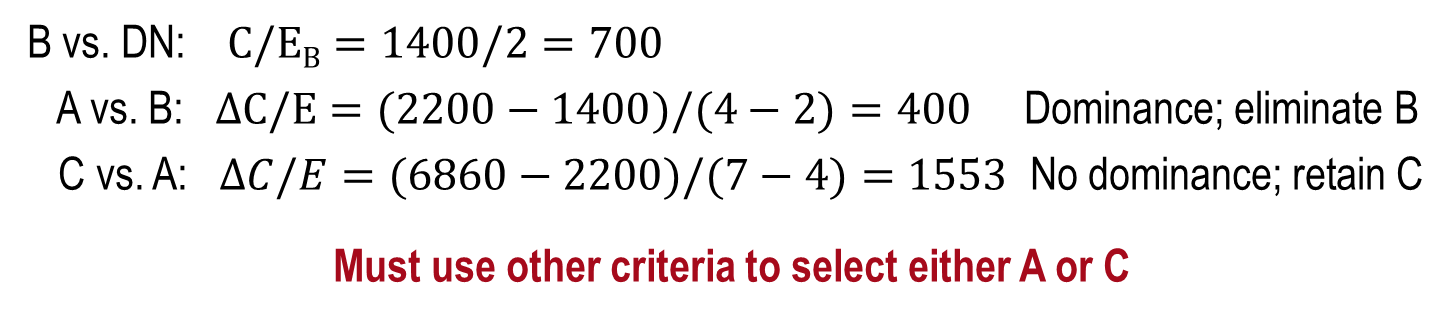 B vs. DN: C/E_B = 1400/2 = 700
A vs. B: ΔC/E = (2200 − 1400)/(4 − 2) = 400 Dominance; eliminate B
C vs. A: Δ𝐶/𝐸 = (6860 − 2200)/(7 − 4) = 1553 No dominance; retain C
Must use other criteria to select either A or C